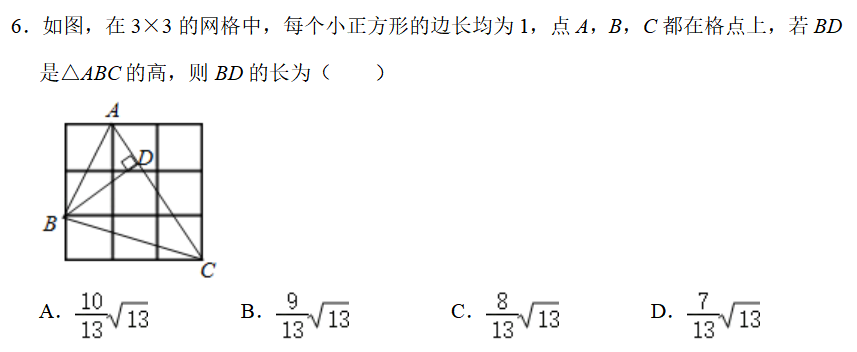 6．如图，在 3×3 的网格中，每个小正方形的边长均为 1，点 A，B，C 都在格点上，若 BD
是△ABC 的高，则 BD 的长为（　　）
A
D
B
C
A．\frac{10}{13}\sqrt{13}　B．\frac{9}{13}\sqrt{13}　C．\frac{8}{13}\sqrt{13}　D．\frac{7}{13}\sqrt{13}